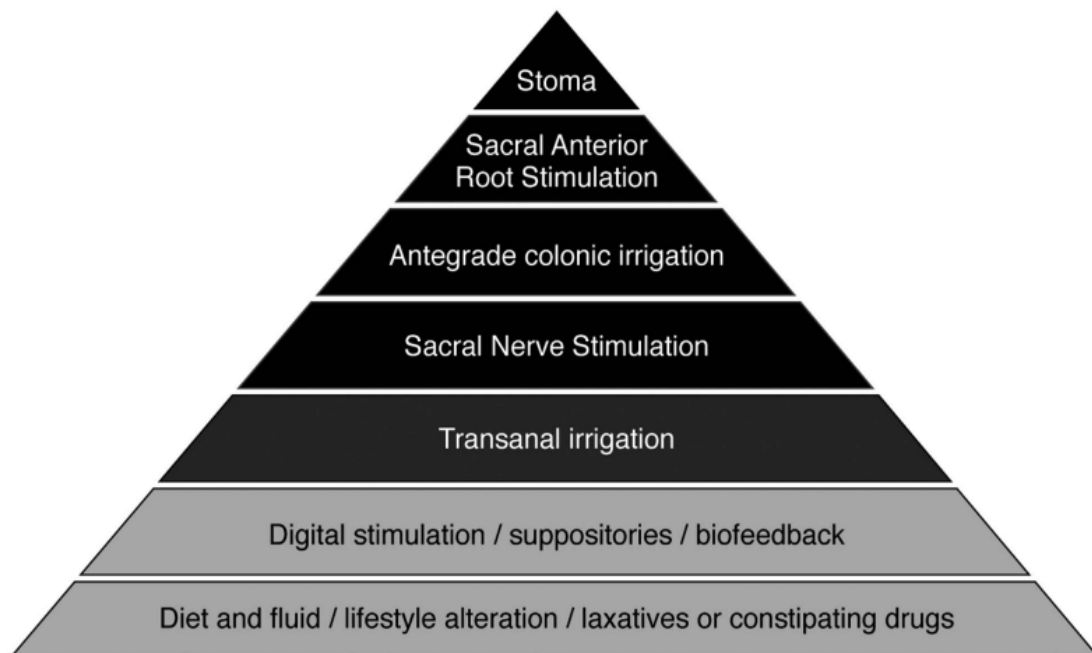 Stoma
Sacral Anterior
Root Stimulation
Antegrade colonic irrigation
Sacral Nerve Stimulation
Transanal irrigation
Digital stimulation / suppositories / biofeedback
Diet and fluid / lifestyle alteration / laxatives or constipating drugs